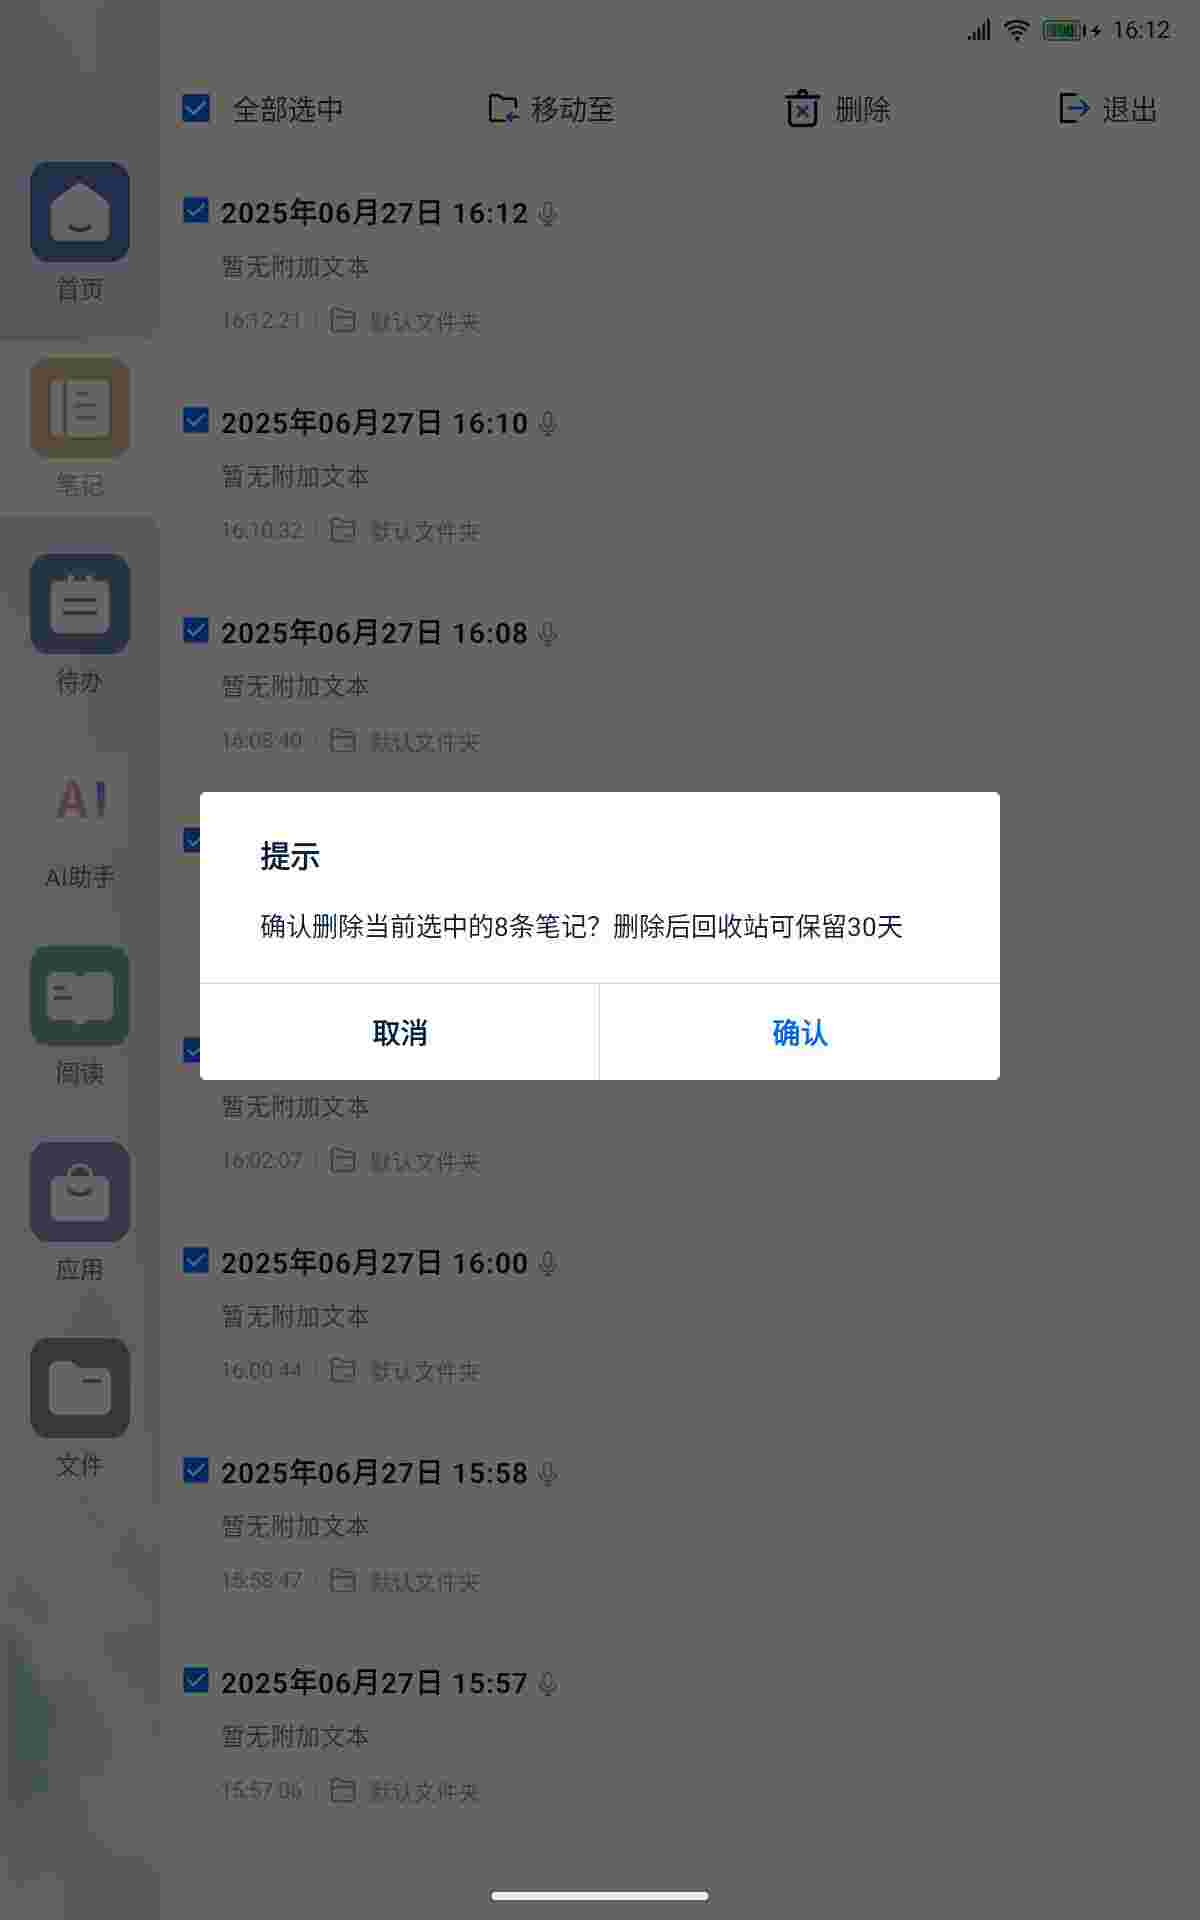 16:12
全部选中 移动至 删除 退出
首页
笔记
待办
AI
AI助手
阅读
应用
文件
2025年06月27日 16:12
暂无附加文本
16:12:21 | 默认文件夹
2025年06月27日 16:10
暂无附加文本
16:10:32 | 默认文件夹
2025年06月27日 16:08
暂无附加文本
16:08:40 | 默认文件夹
提示
确认删除当前选中的8条笔记？删除后回收站可保留30天
取消 确认
暂无附加文本
16:02:07 | 默认文件夹
2025年06月27日 16:00
暂无附加文本
16:00:44 | 默认文件夹
2025年06月27日 15:58
暂无附加文本
15:58:47 | 默认文件夹
2025年06月27日 15:57
暂无附加文本
15:57:06 | 默认文件夹